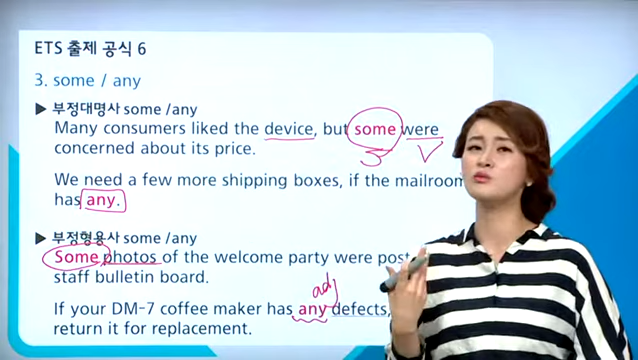 ETS 출제 공식 6
3. some / any
▶ 부정대명사 some /any
Many consumers liked the device, but some were
concerned about its price.
We need a few more shipping boxes, if the mailroom
has any.
▶ 부정형용사 some /any
Some photos of the welcome party were
staff bulletin board.
adj
If your DM-7 coffee maker has any defects,
return it for replacement.